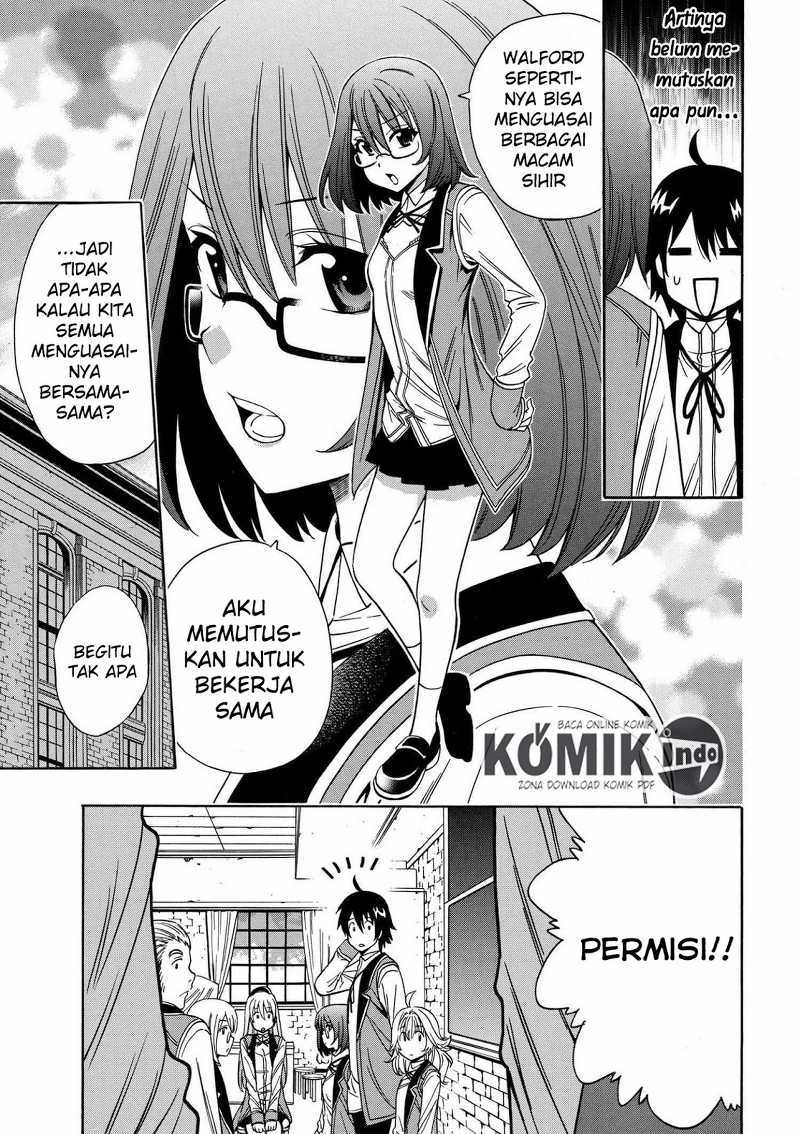 Artinya
belum me-
mutuskan
apa pun...
WALFORD
SEPERTI-
NYA BISA
MENGUASAI
BERBAGAI
MACAM
SIHIR
...JADI
TIDAK
APA-APA
KALAU KITA
SEMUA
MENGUASAI-
NYA
BERSAMA-
SAMA?
AKU
MEMUTUS-
KAN UNTUK
BEKERJA
SAMA
BEGITU
TAK APA
BACA ONLINE KOMIK
KOMIK indo
ZONA DOWNLOAD KOMIK PDF
PERMISI!!